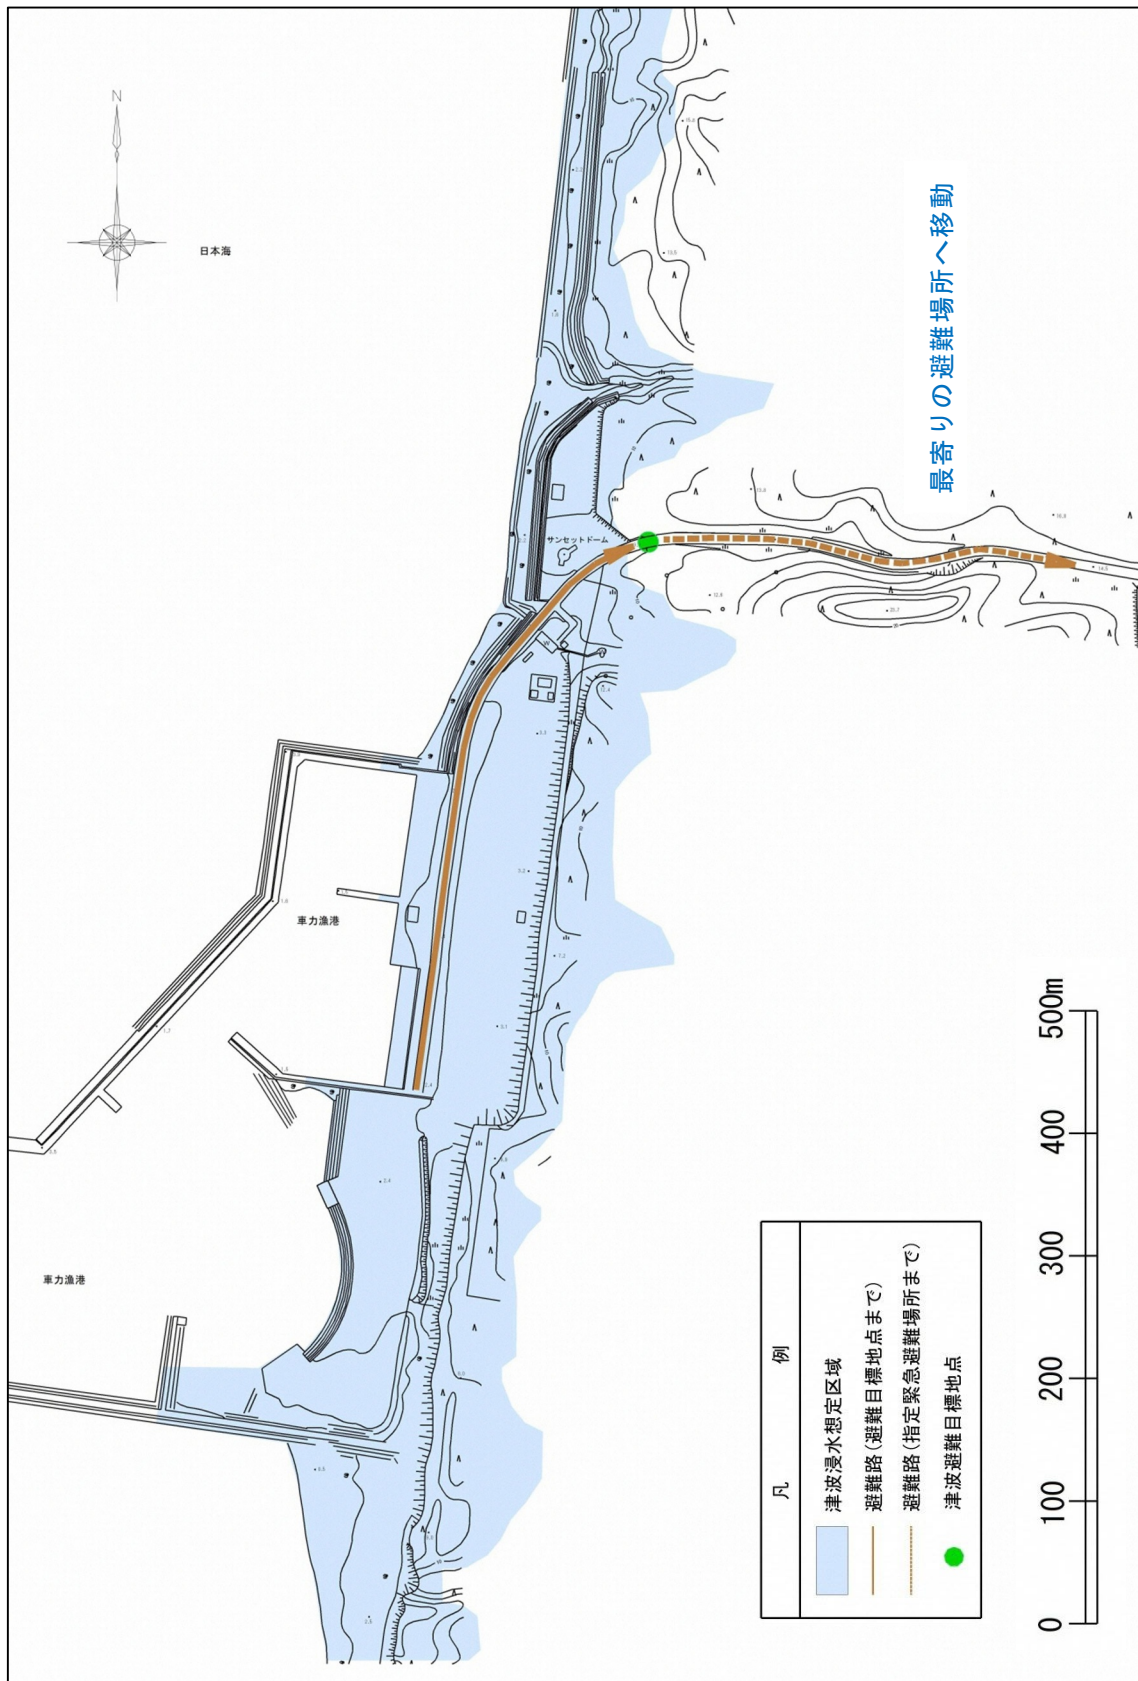 N
日本海
最寄りの避難場所へ移動
サンセットドーム
車力漁港
車力漁港
凡 例
津波浸水想定区域
避難路(避難目標地点まで)
避難路(指定緊急避難場所まで)
津波避難目標地点
0 100 200 300 400 500m